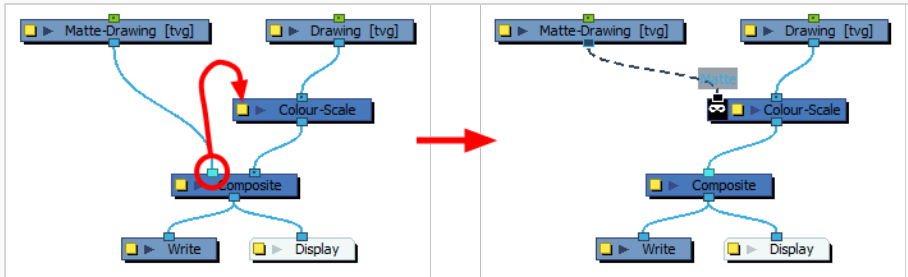 Matte-Drawing [tvg]
Drawing [tvg]
Colour-Scale
Composite
Write
Display
Matte-Drawing [tvg]
Drawing [tvg]
Matte
Colour-Scale
Composite
Write
Display